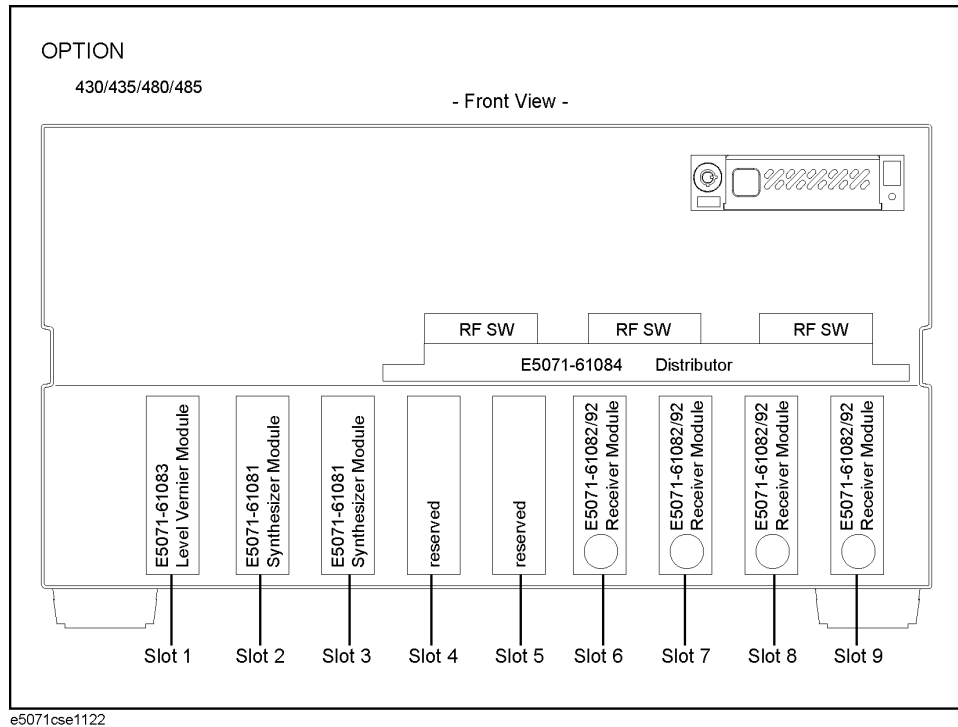 OPTION
430/435/480/485
- Front View -
RF SW
RF SW
RF SW
E5071-61084 Distributor
E5071-61083
Level Vernier Module
E5071-61081
Synthesizer Module
E5071-61081
Synthesizer Module
reserved
reserved
E5071-61082/92
Receiver Module
E5071-61082/92
Receiver Module
E5071-61082/92
Receiver Module
E5071-61082/92
Receiver Module
Slot 1
Slot 2
Slot 3
Slot 4
Slot 5
Slot 6
Slot 7
Slot 8
Slot 9
e5071cse1122